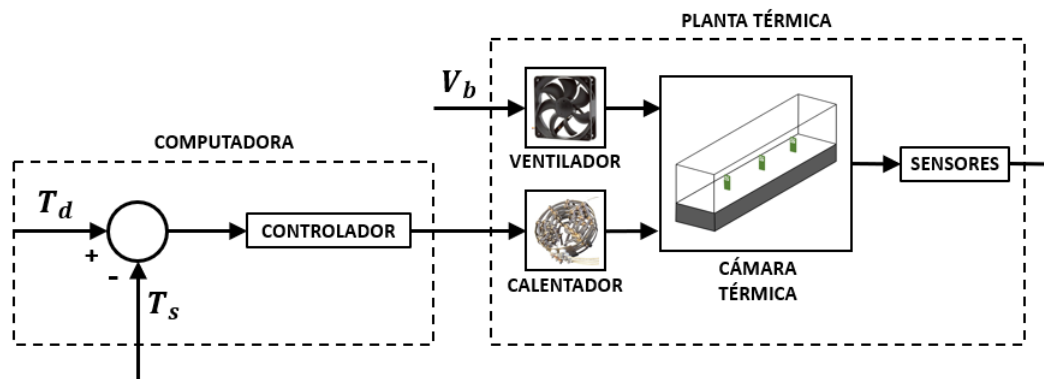 PLANTA TÉRMICA
V_b
COMPUTADORA
VENTILADOR
SENSORES
T_d
CONTROLADOR
+
-
CALENTADOR
CÁMARA
TÉRMICA
T_s